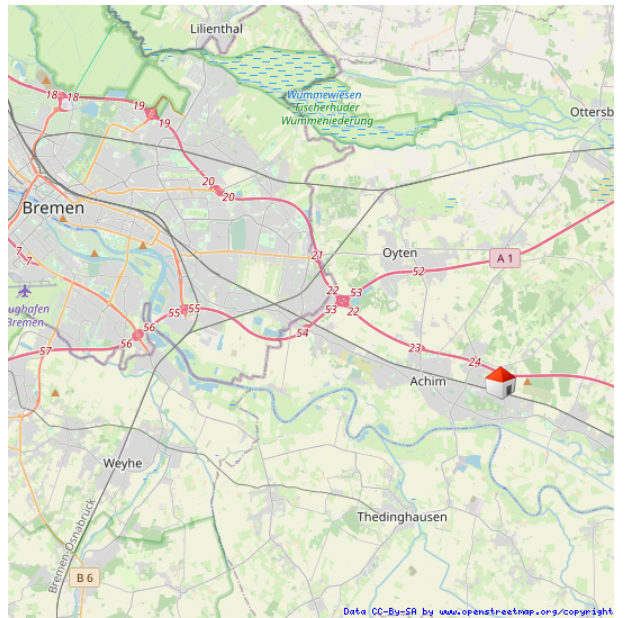 Lilienthal
18
18
19
19
Wümmewiesen
Fischerhuder
Wümmeniederung
Ottersb
20
20
Bremen
7
7
21
Oyten
A 1
52
22
53
53
22
ughafen
Bremen
55
55
56
56
54
57
23
24
Achim
Weyhe
Thedinghausen
Bremen-Osnabrück
B 6
Data CC-By-SA by www.openstreetmap.org/copyright